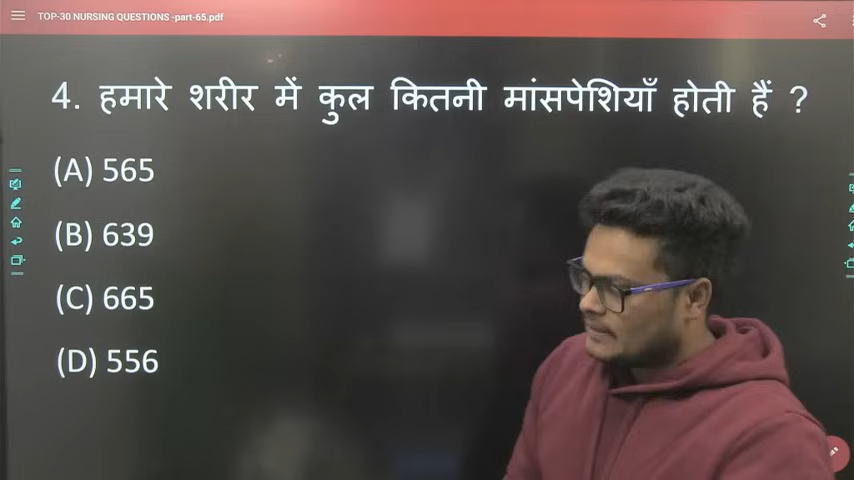 TOP-30 NURSING QUESTIONS -part-65.pdf
4. हमारे शरीर में कुल कितनी मांसपेशियाँ होती हैं ?
(A) 565
(B) 639
(C) 665
(D) 556